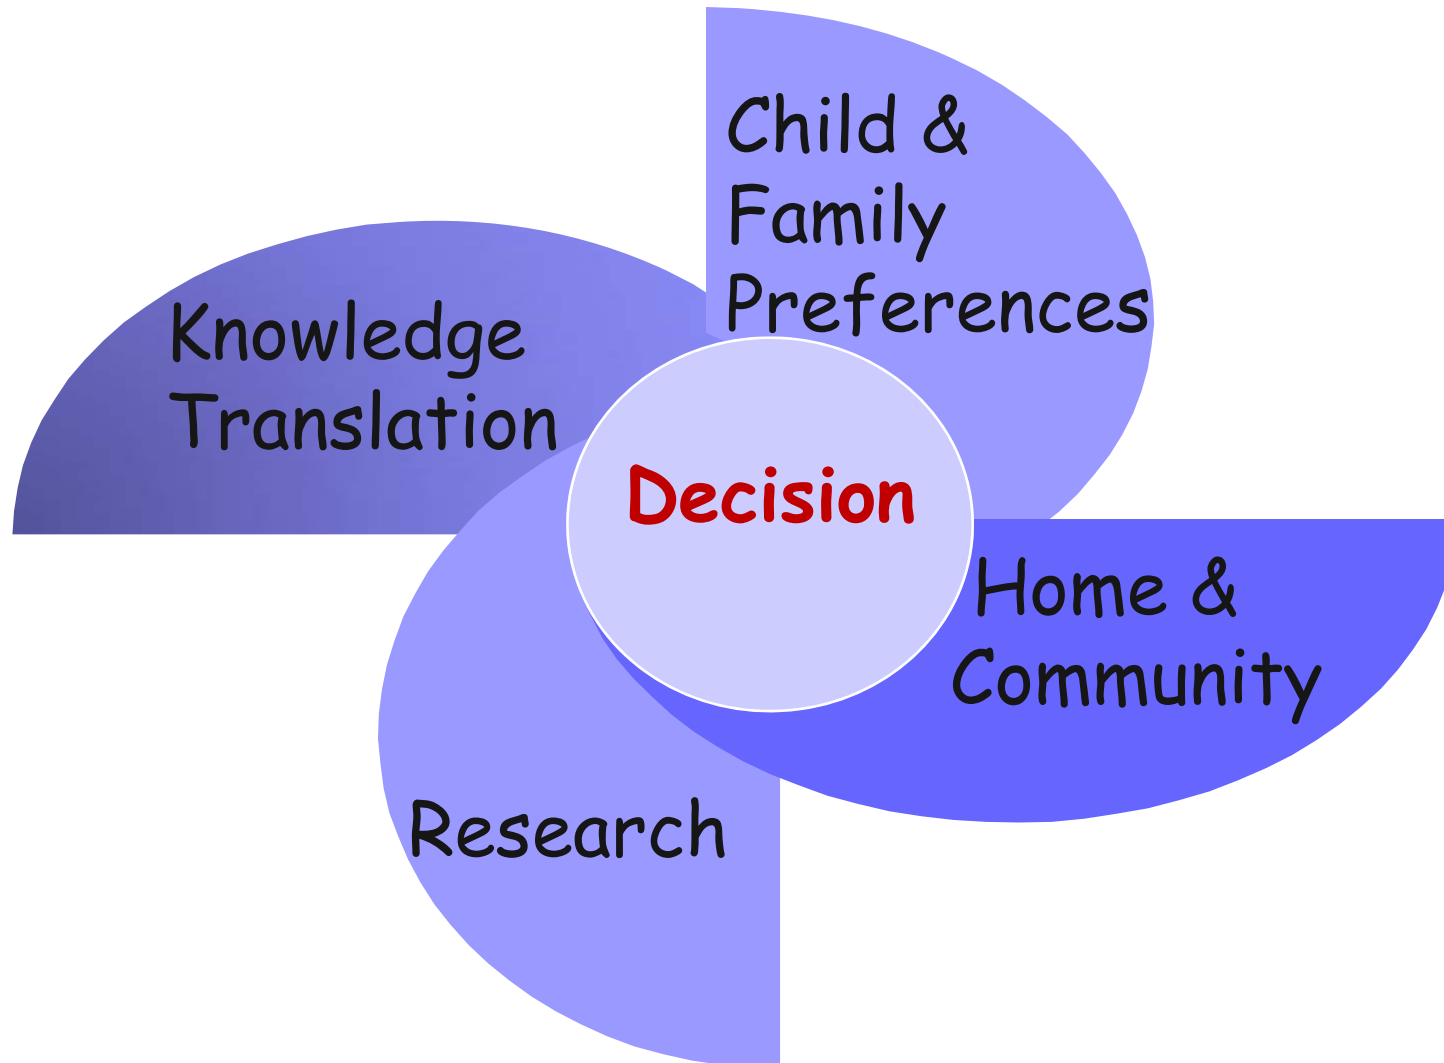 Child &
Family
Preferences
Knowledge
Translation
Decision
Home &
Community
Research